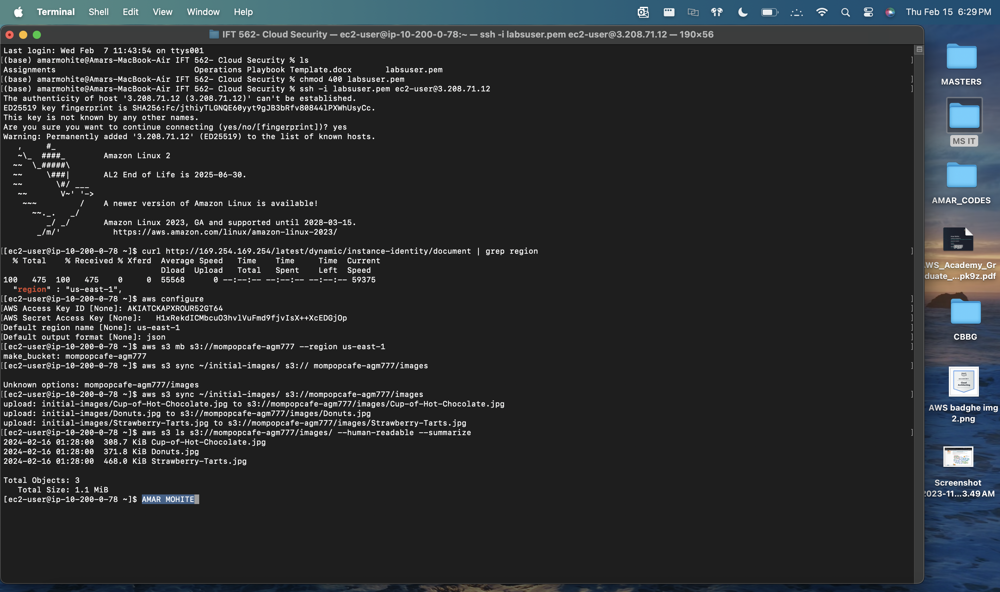 Terminal Shell Edit View Window Help Thu Feb 15 6:29 PM
IFT 562- Cloud Security — ec2-user@ip-10-200-0-78:~ — ssh -i labsuser.pem ec2-user@3.208.71.12 — 190×56
Last login: Wed Feb  7 11:43:54 on ttys001
[(base) amarmohite@Amars-MacBook-Air IFT 562- Cloud Security % ls ]
Assignments Operations Playbook Template.docx labsuser.pem
[(base) amarmohite@Amars-MacBook-Air IFT 562- Cloud Security % chmod 400 labsuser.pem ]
[(base) amarmohite@Amars-MacBook-Air IFT 562- Cloud Security % ssh -i labsuser.pem ec2-user@3.208.71.12 ]
The authenticity of host '3.208.71.12 (3.208.71.12)' can't be established.
ED25519 key fingerprint is SHA256:Fc/jthiyTLGNQE60yyt9gJB3bRfv80844lPXWhUsyCc.
This key is not known by any other names.
Are you sure you want to continue connecting (yes/no/[fingerprint])? yes
Warning: Permanently added '3.208.71.12' (ED25519) to the list of known hosts.
   ,     #_
   ~\_  ####_        Amazon Linux 2
  ~~  \_#####\
  ~~     \###|       AL2 End of Life is 2025-06-30.
  ~~       \#/ ___
   ~~       V~' '->
    ~~~         /    A newer version of Amazon Linux is available!
      ~~._.   _/
         _/ _/       Amazon Linux 2023, GA and supported until 2028-03-15.
       _/m/'           https://aws.amazon.com/linux/amazon-linux-2023/
[[ec2-user@ip-10-200-0-78 ~]$ curl http://169.254.169.254/latest/dynamic/instance-identity/document | grep region ]
  % Total    % Received % Xferd  Average Speed   Time    Time     Time  Current
                                 Dload  Upload   Total   Spent    Left  Speed
100   475  100   475    0     0  55568      0 --:--:-- --:--:-- --:--:-- 59375
  "region" : "us-east-1",
[[ec2-user@ip-10-200-0-78 ~]$ aws configure ]
[AWS Access Key ID [None]: AKIATCKAPXROUR52GT64 ]
[AWS Secret Access Key [None]:   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 ]
[Default region name [None]: us-east-1 ]
[Default output format [None]: json ]
[[ec2-user@ip-10-200-0-78 ~]$ aws s3 mb s3://mompopcafe-agm777 --region us-east-1 ]
make_bucket: mompopcafe-agm777
[[ec2-user@ip-10-200-0-78 ~]$ aws s3 sync ~/initial-images/ s3:// mompopcafe-agm777/images ]
Unknown options: mompopcafe-agm777/images
[[ec2-user@ip-10-200-0-78 ~]$ aws s3 sync ~/initial-images/ s3://mompopcafe-agm777/images ]
upload: initial-images/Cup-of-Hot-Chocolate.jpg to s3://mompopcafe-agm777/images/Cup-of-Hot-Chocolate.jpg
upload: initial-images/Donuts.jpg to s3://mompopcafe-agm777/images/Donuts.jpg
upload: initial-images/Strawberry-Tarts.jpg to s3://mompopcafe-agm777/images/Strawberry-Tarts.jpg
[[ec2-user@ip-10-200-0-78 ~]$ aws s3 ls s3://mompopcafe-agm777/images/ --human-readable --summarize ]
2024-02-16 01:28:00  308.7 KiB Cup-of-Hot-Chocolate.jpg
2024-02-16 01:28:00  371.8 KiB Donuts.jpg
2024-02-16 01:28:00  468.0 KiB Strawberry-Tarts.jpg
Total Objects: 3
   Total Size: 1.1 MiB
[ec2-user@ip-10-200-0-78 ~]$ AMAR MOHITE
MASTERS
MS IT
AMAR_CODES
PDF
WS_Academy_Gr
duate_...pk9z.pdf
CBBG
aws
ACADEMY
Cloud
Architecting
AWS badghe img
2.png
Screenshot
2023-11...3.49 AM